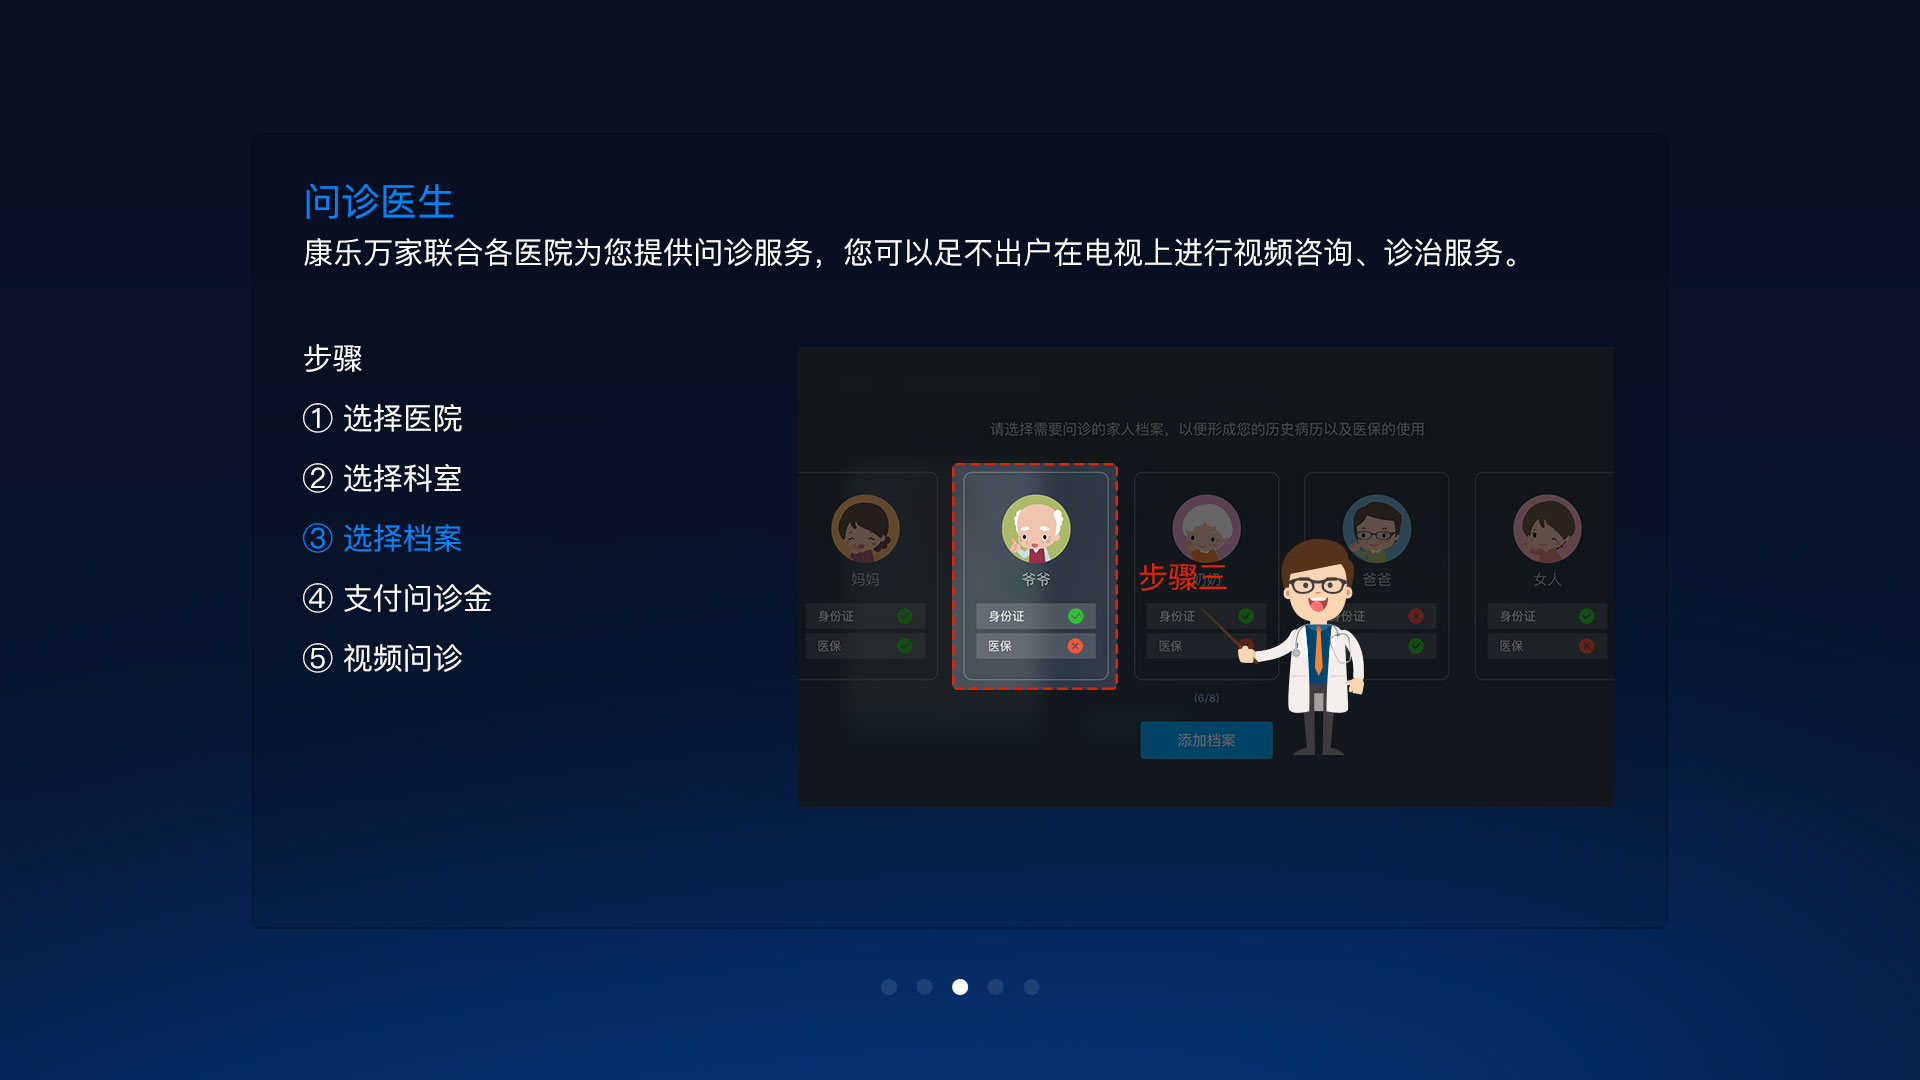 问诊医生
康乐万家联合各医院为您提供问诊服务，您可以足不出户在电视上进行视频咨询、诊治服务。
步骤
① 选择医院
② 选择科室
③ 选择档案
④ 支付问诊金
⑤ 视频问诊
请选择需要问诊的家人档案，以便形成您的历史病历以及医保的使用
妈妈
身份证
医保
爷爷
身份证
医保
步骤三
奶奶
身份证
医保
爸爸
份证
女人
身份证
医保
(6/8)
添加档案